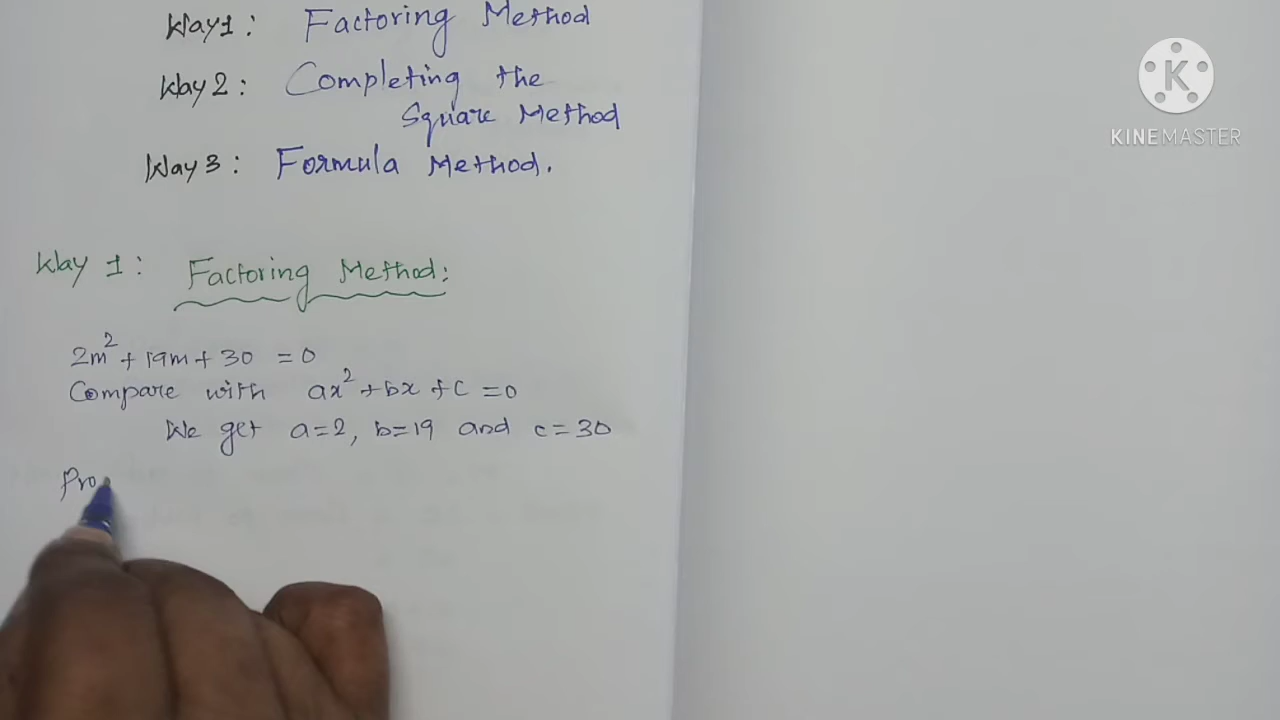 Way 1: Factoring Method
Way 2: Completing the
Square Method
Way 3: Formula Method.
KINEMASTER
Way 1: Factoring Method:
2m² + 19m + 30 = 0
Compare with ax² + bx + c = 0
We get a=2, b=19 and c=30
Pro